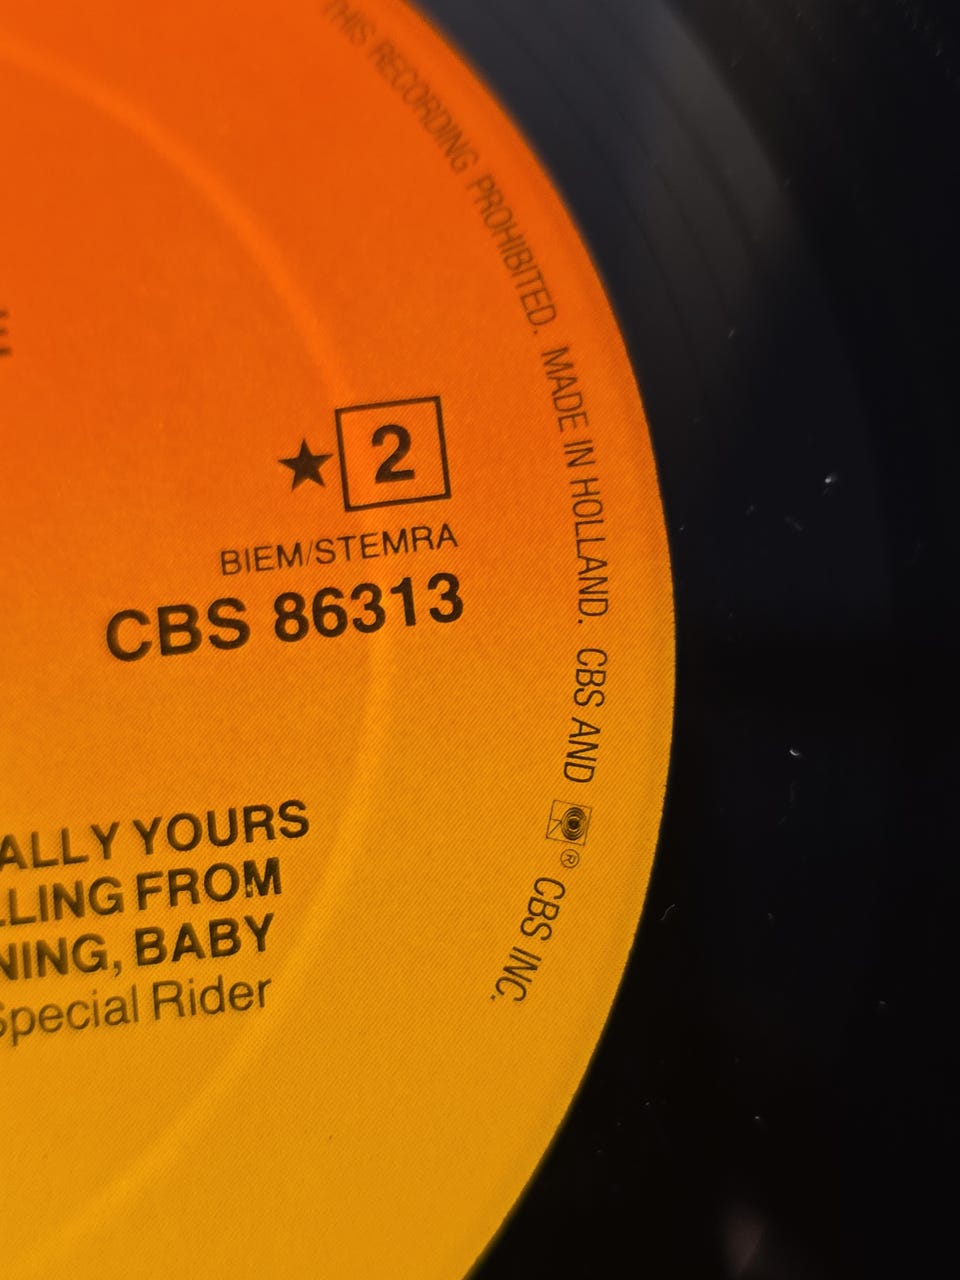 THIS RECORDING PROHIBITED. MADE IN HOLLAND. CBS AND ® CBS INC.
★ 2
BIEM/STEMRA
CBS 86313
ALLY YOURS
LLING FROM
NING, BABY
Special Rider